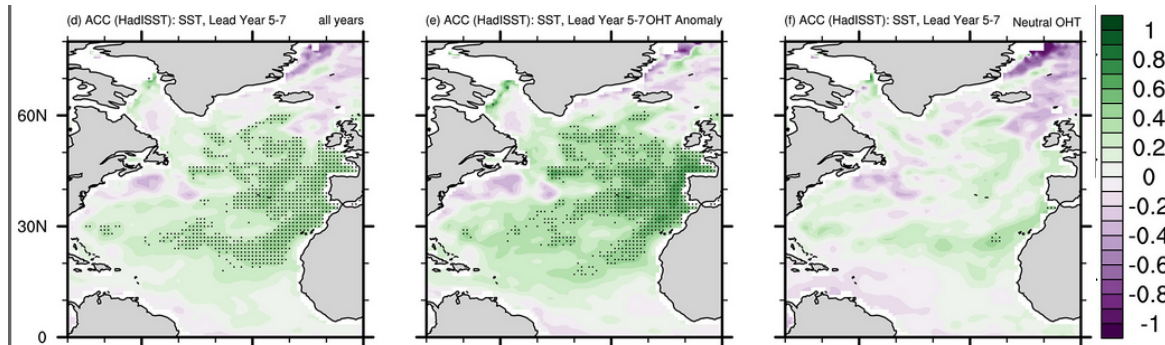 (d) ACC (HadISST): SST, Lead Year 5-7 all years
(e) ACC (HadISST): SST, Lead Year 5-7OHT Anomaly
(f) ACC (HadISST): SST, Lead Year 5-7 Neutral OHT
60N
30N
0
1
0.8
0.6
0.4
0.2
0
-0.2
-0.4
-0.6
-0.8
-1